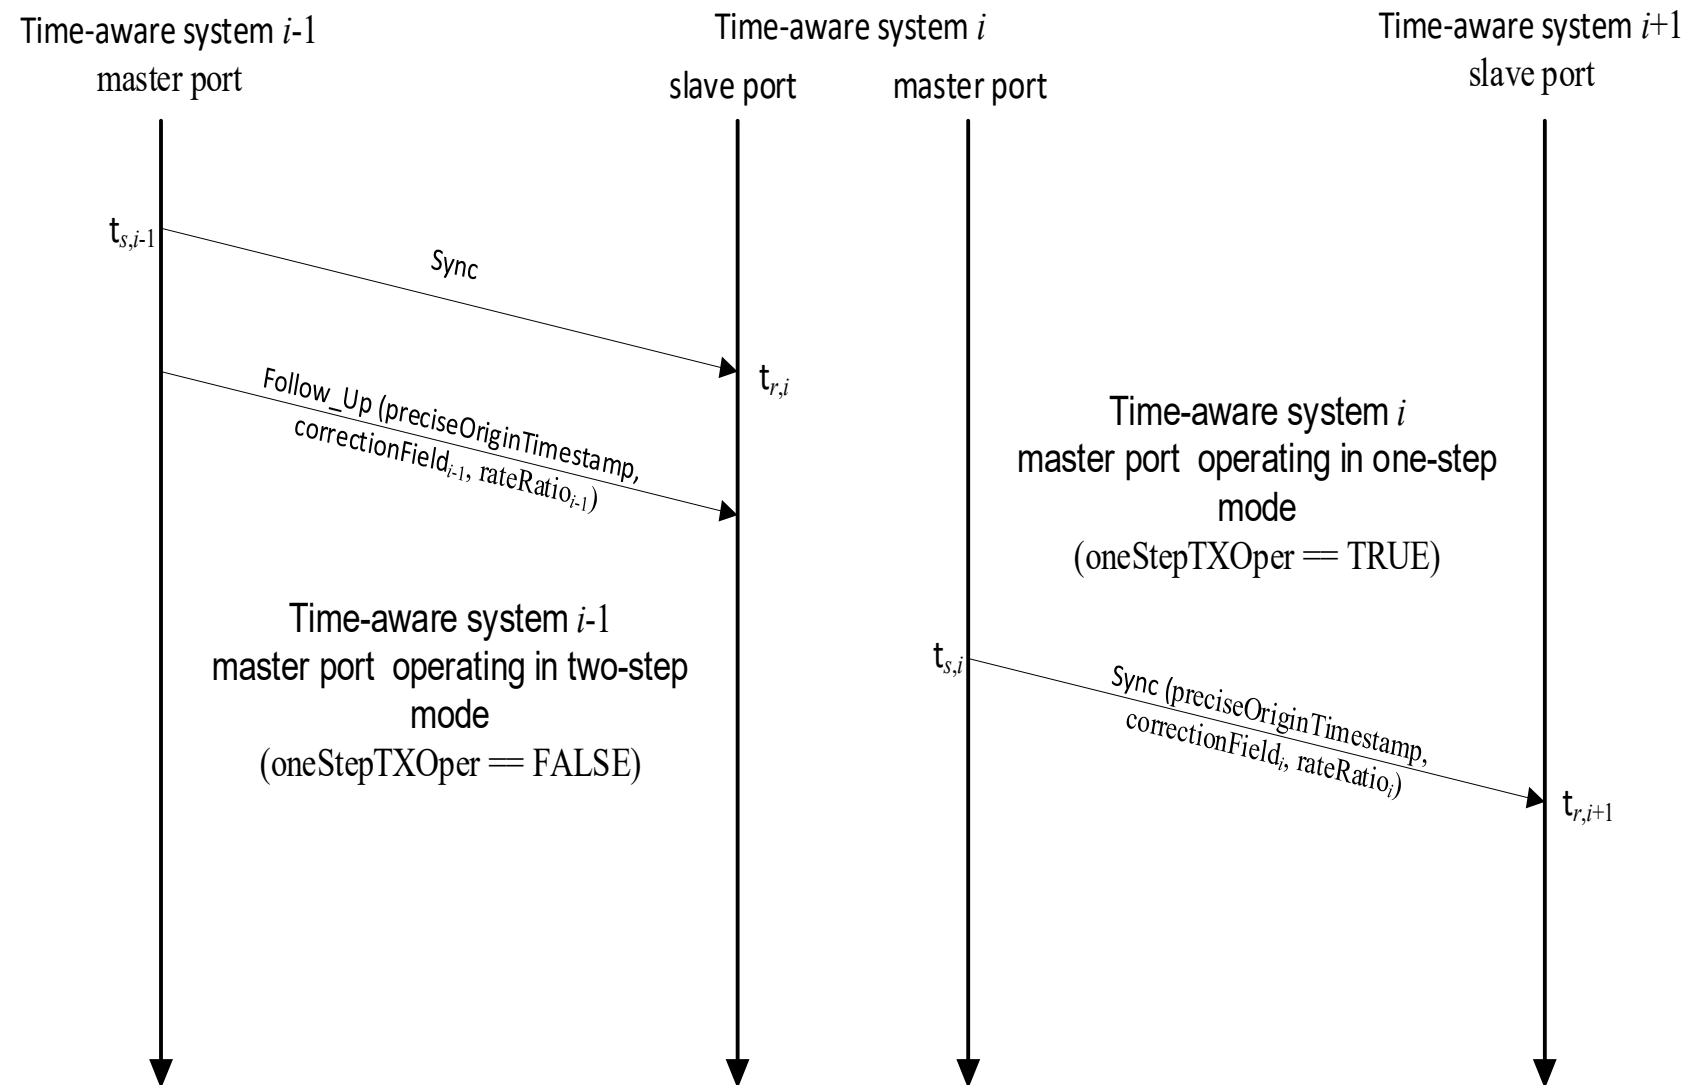 Time-aware system i-1
master port
Time-aware system i
slave port
master port
Time-aware system i+1
slave port
ts,i-1
Sync
tr,i
Follow_Up (preciseOriginTimestamp,
correctionFieldi-1, rateRatioi-1)
Time-aware system i
master port operating in one-step
mode
(oneStepTXOper == TRUE)
Time-aware system i-1
master port operating in two-step
mode
(oneStepTXOper == FALSE)
ts,i
Sync (preciseOriginTimestamp,
correctionFieldi, rateRatioi)
tr,i+1